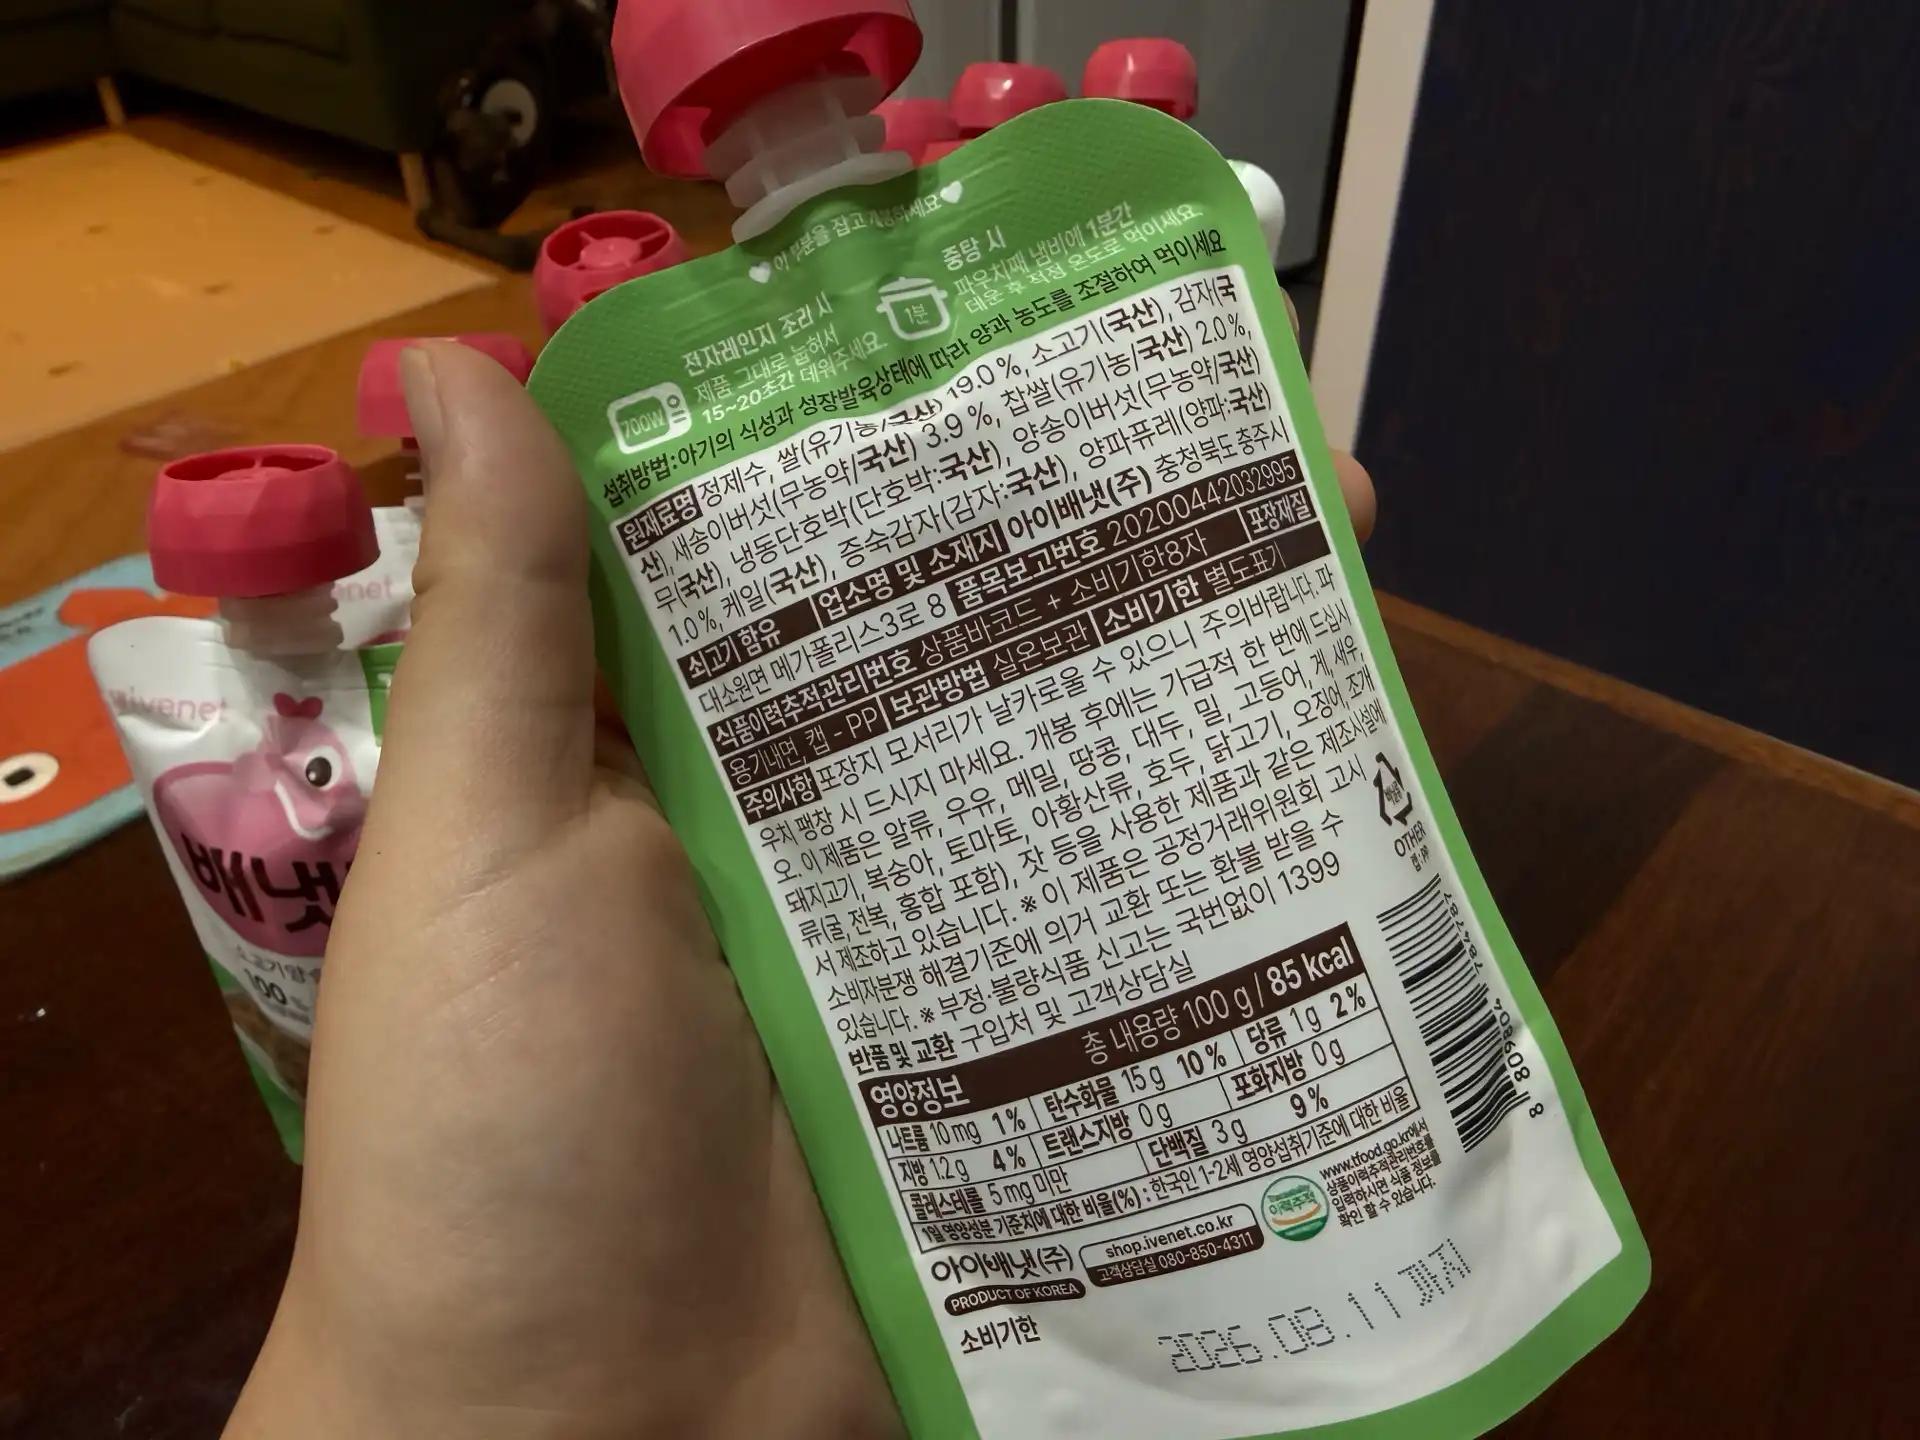 ♥이 부분을 잡고 개봉하세요♥
전자레인지 조리 시
제품 그대로 눕혀서
15~20초간 데워주세요.
700W
중탕 시
파우치째 냄비에 1분간
데운 후 적정 온도로 먹이세요.
1분
섭취방법:아기의 식성과 성장발육상태에 따라 양과 농도를 조절하여 먹이세요
원재료명 정제수, 쌀(유기농/국산) 19.0 %, 소고기(국산), 감자(국
산), 새송이버섯(무농약/국산) 3.9 %, 찹쌀(유기농/국산) 2.0 %,
무(국산), 냉동단호박(단호박:국산), 양송이버섯(무농약/국산)
1.0 %, 케일(국산), 증숙감자(감자:국산), 양파퓨레(양파:국산)
쇠고기 함유 업소명 및 소재지 아이배냇(주) 충청북도 충주시
대소원면 메가폴리스3로 8 품목보고번호 20200442032995
식품이력추적관리번호 상품바코드 + 소비기한8자 포장재질
용기내면, 캡 - PP 보관방법 실온보관 소비기한 별도표기
주의사항 포장지 모서리가 날카로울 수 있으니 주의바랍니다. 파
우치 팽창 시 드시지 마세요. 개봉 후에는 가급적 한 번에 드십시
오. 이 제품은 알류, 우유, 메밀, 땅콩, 대두, 밀, 고등어, 게, 새우,
돼지고기, 복숭아, 토마토, 아황산류, 호두, 닭고기, 오징어, 조개
류(굴, 전복, 홍합 포함), 잣 등을 사용한 제품과 같은 제조시설에
서 제조하고 있습니다. ※ 이 제품은 공정거래위원회 고시
소비자분쟁 해결기준에 의거 교환 또는 환불 받을 수
있습니다. ※ 부정·불량식품 신고는 국번없이 1399
반품 및 교환 구입처 및 고객상담실
OTHER
캡:PP
영양정보 총 내용량 100 g / 85 kcal
나트륨 10 mg 1% 탄수화물 15 g 10% 당류 1 g 2%
지방 1.2 g 4% 트랜스지방 0 g 포화지방 0 g
콜레스테롤 5 mg 미만 단백질 3 g 9%
1일 영양성분 기준치에 대한 비율(%) : 한국인 1-2세 영양섭취기준에 대한 비율
아이배냇(주)
PRODUCT OF KOREA
shop.ivenet.co.kr
고객상담실 080-850-4311
이력추적
www.tfood.go.kr에서
상품이력추적관리번호를
입력하시면 식품 정보를
확인 할 수 있습니다.
소비기한
2026.08.11 까지
ivenet
배냇
100